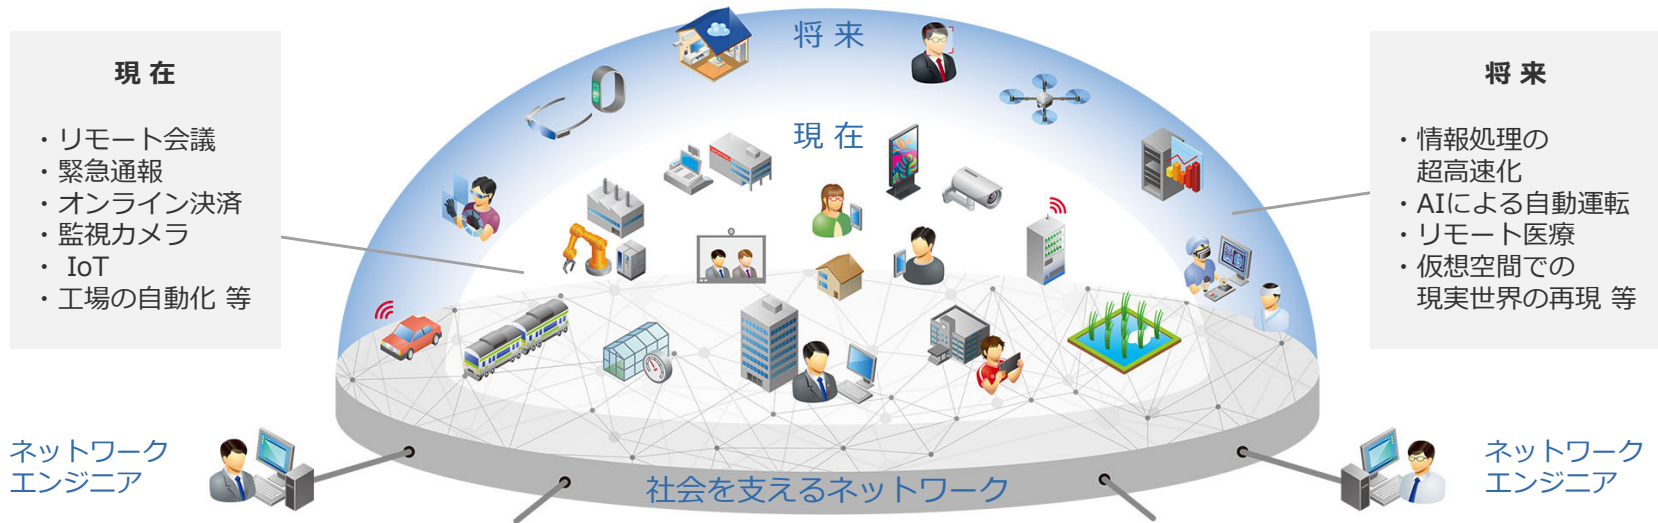 現 在
・リモート会議
・緊急通報
・オンライン決済
・監視カメラ
・ IoT
・工場の自動化 等
将 来
現 在
将 来
・情報処理の
超高速化
・AIによる自動運転
・リモート医療
・仮想空間での
現実世界の再現 等
ネットワーク
エンジニア
社会を支えるネットワーク
ネットワーク
エンジニア